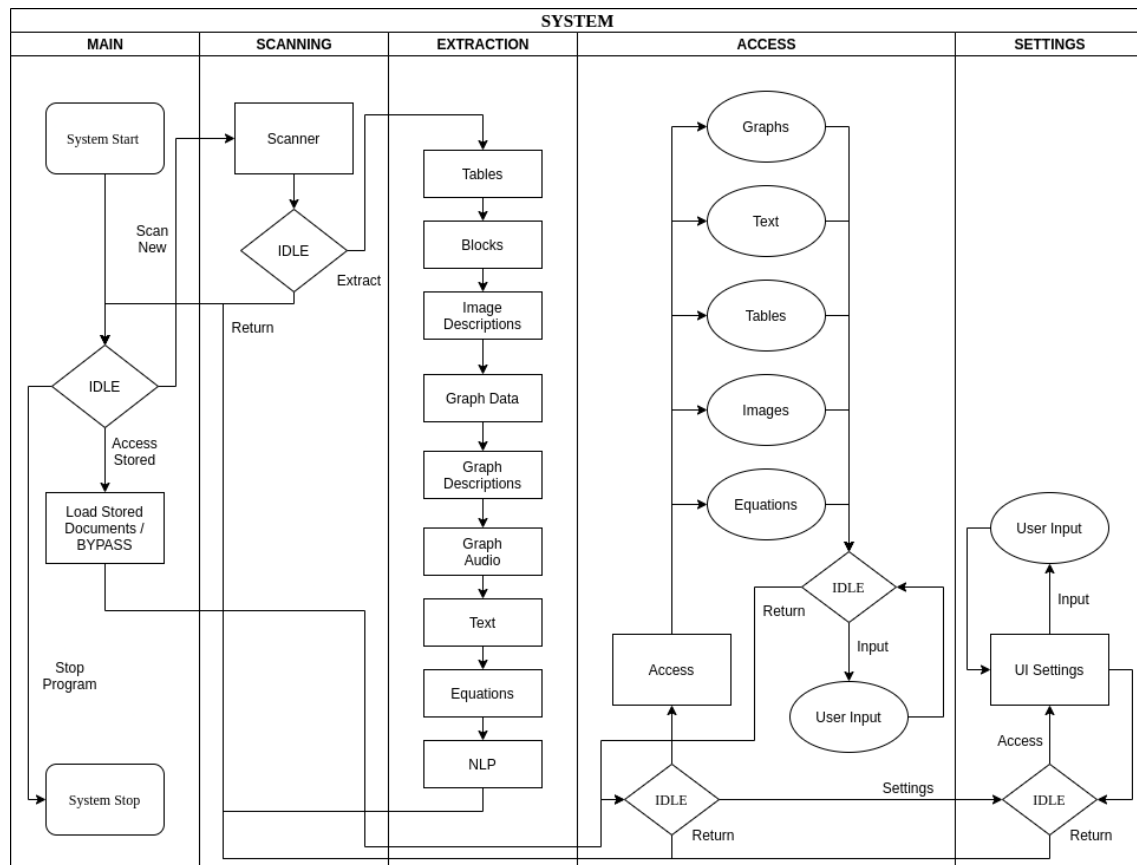 SYSTEM
MAIN
SCANNING
EXTRACTION
ACCESS
SETTINGS
System Start
Scan
New
IDLE
Access
Stored
Load Stored
Documents /
BYPASS
Stop
Program
System Stop
Scanner
IDLE
Extract
Return
Tables
Blocks
Image
Descriptions
Graph Data
Graph
Descriptions
Graph
Audio
Text
Equations
NLP
Graphs
Text
Tables
Images
Equations
IDLE
Return
Input
User Input
Access
IDLE
Return
Settings
User Input
Input
UI Settings
Access
IDLE
Return